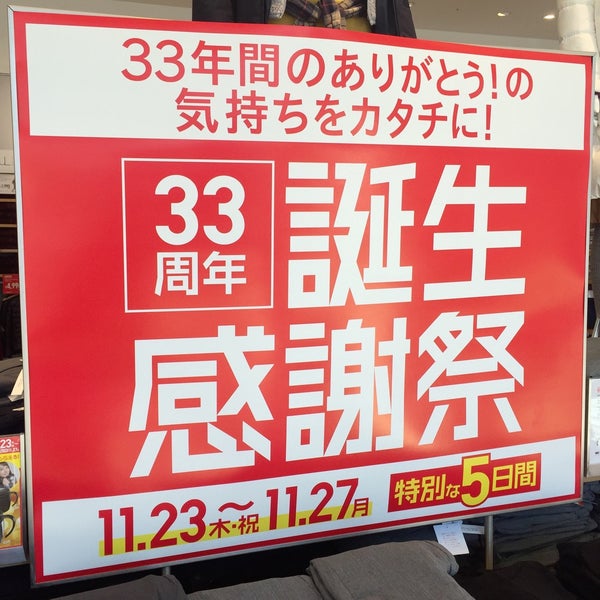 33年間のありがとう!の
気持ちをカタチに!
33
周年
誕生
感謝祭
11.23木・祝〜11.27月
特別な5日間